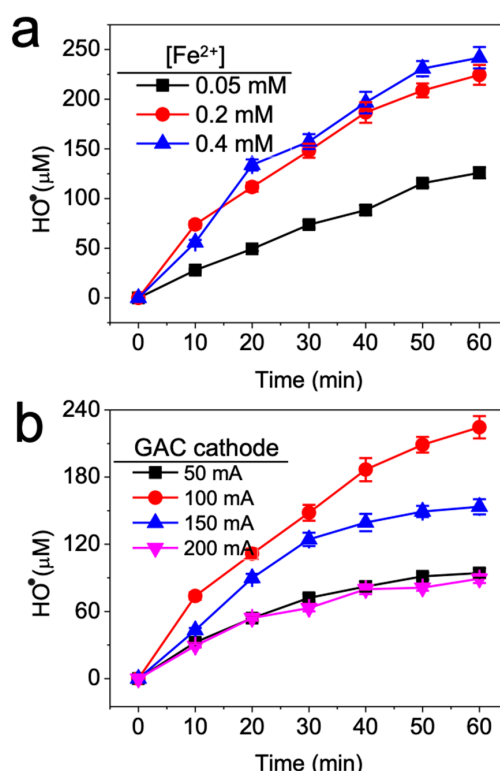 a
[Fe²⁺]
0.05 mM
0.2 mM
0.4 mM
HO•(μM)
250
200
150
100
50
0
0 10 20 30 40 50 60
Time (min)
b
GAC cathode
50 mA
100 mA
150 mA
200 mA
HO•(μM)
240
180
120
60
0
0 10 20 30 40 50 60
Time (min)